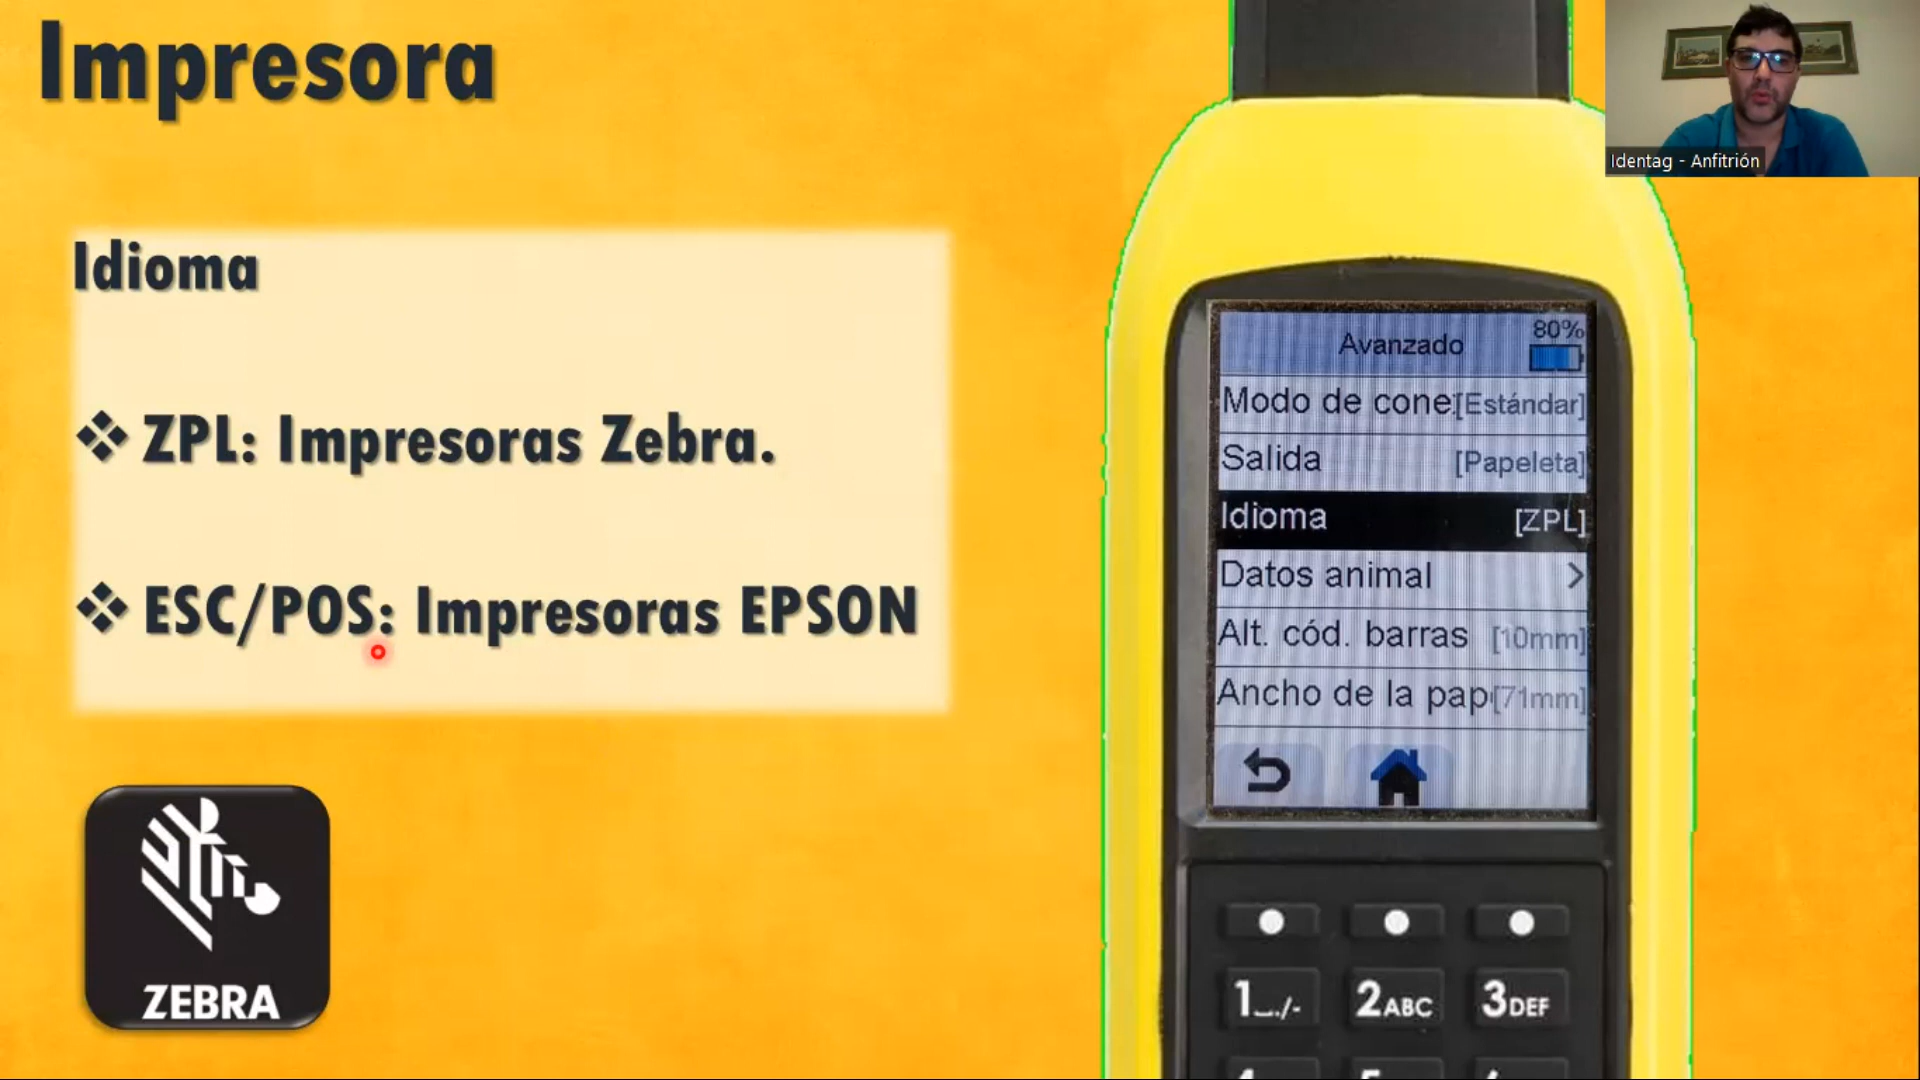 Impresora
Idioma
❖ ZPL: Impresoras Zebra.
❖ ESC/POS: Impresoras EPSON
ZEBRA
Identag - Anfitrión
Avanzado 80%
Modo de cone [Estándar]
Salida [Papeleta]
Idioma [ZPL]
Datos animal >
Alt. cód. barras [10mm]
Ancho de la pap [71mm]
1_./- 2ABC 3DEF